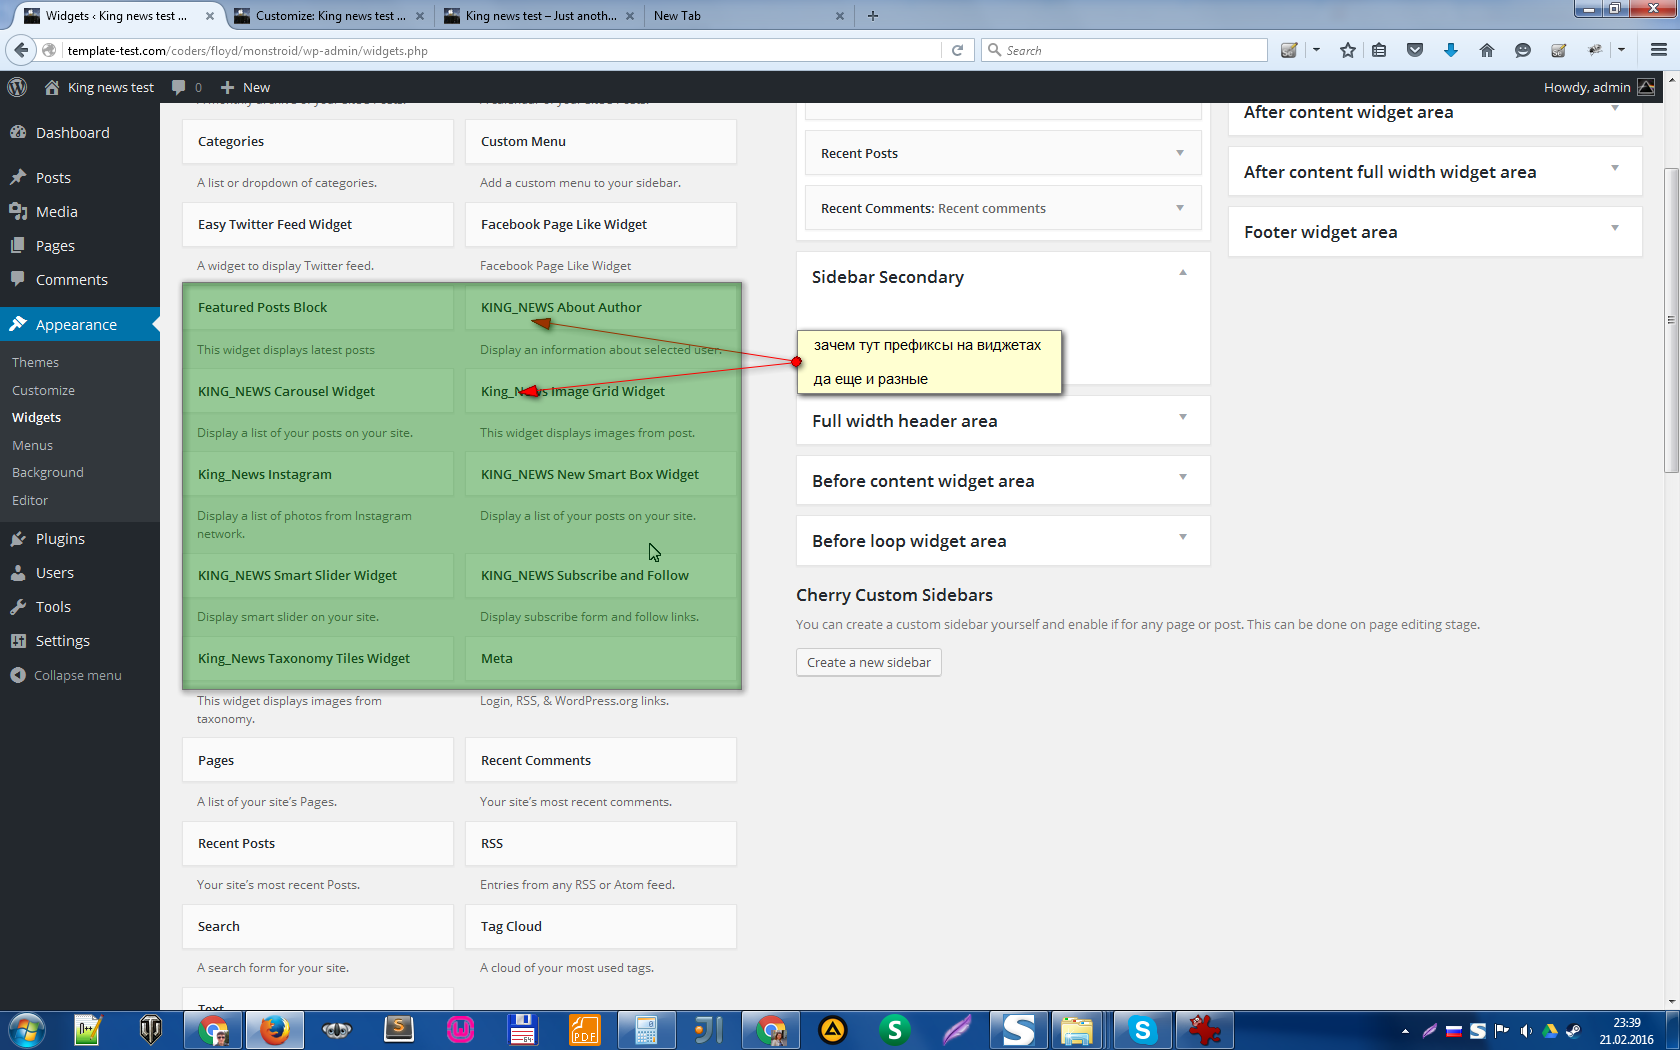 Widgets ‹ King news test ...
Customize: King news test ...
King news test – Just anoth...
New Tab
template-test.com/coders/floyd/monstroid/wp-admin/widgets.php
Search
King news test
0
New
Howdy, admin
Dashboard
Posts
Media
Pages
Comments
Appearance
Themes
Customize
Widgets
Menus
Background
Editor
Plugins
Users
Tools
Settings
Collapse menu
Categories
Custom Menu
A list or dropdown of categories.
Add a custom menu to your sidebar.
Easy Twitter Feed Widget
Facebook Page Like Widget
A widget to display Twitter feed.
Facebook Page Like Widget
Featured Posts Block
KING_NEWS About Author
This widget displays latest posts
Display an information about selected user.
KING_NEWS Carousel Widget
King_News Image Grid Widget
Display a list of your posts on your site.
This widget displays images from post.
King_News Instagram
KING_NEWS New Smart Box Widget
Display a list of photos from Instagram
network.
Display a list of your posts on your site.
KING_NEWS Smart Slider Widget
KING_NEWS Subscribe and Follow
Display smart slider on your site.
Display subscribe form and follow links.
King_News Taxonomy Tiles Widget
Meta
This widget displays images from
taxonomy.
Login, RSS, & WordPress.org links.
Pages
Recent Comments
A list of your site's Pages.
Your site's most recent comments.
Recent Posts
RSS
Your site's most recent Posts.
Entries from any RSS or Atom feed.
Search
Tag Cloud
A search form for your site.
A cloud of your most used tags.
Text
Recent Posts
Recent Comments: Recent comments
Sidebar Secondary
зачем тут префиксы на виджетах
да еще и разные
Full width header area
Before content widget area
Before loop widget area
Cherry Custom Sidebars
You can create a custom sidebar yourself and enable if for any page or post. This can be done on page editing stage.
Create a new sidebar
After content widget area
After content full width widget area
Footer widget area
PDF
64
23:39
21.02.2016